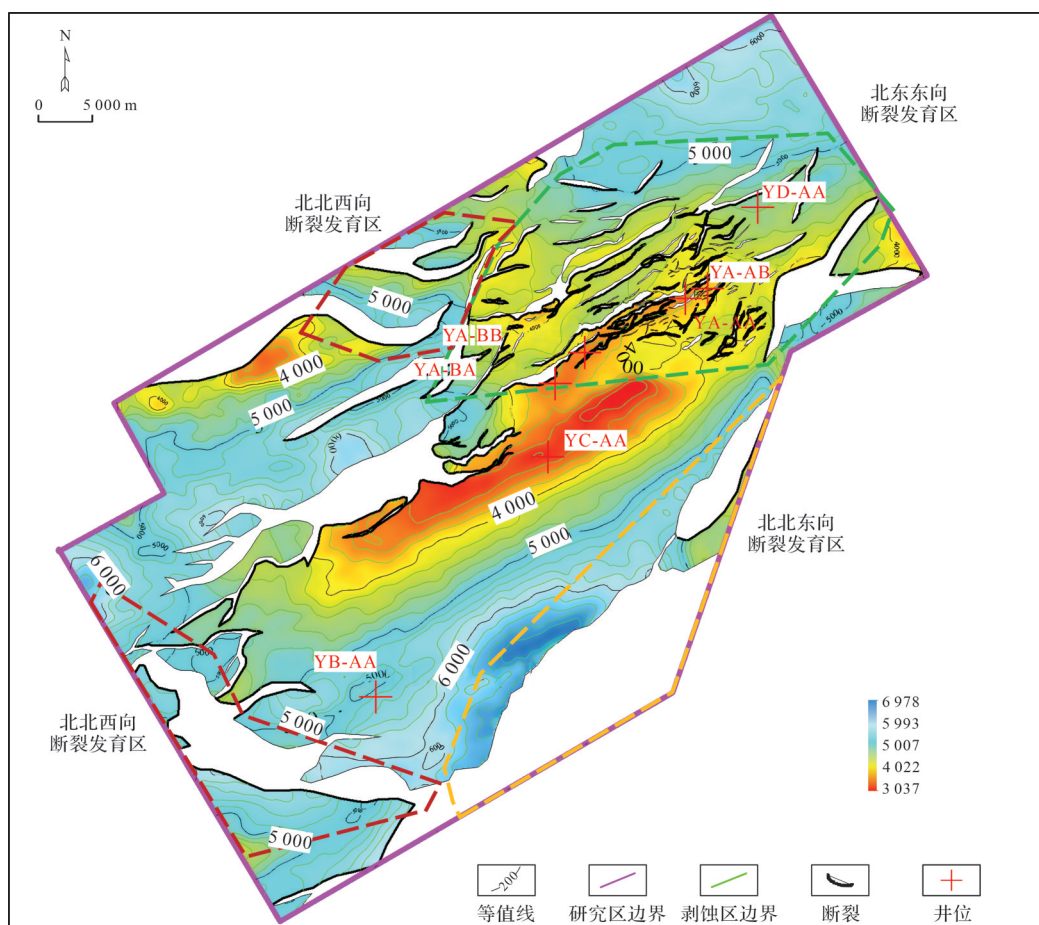 N
0 5 000 m
北东东向
断裂发育区
北北西向
断裂发育区
5 000
YD-AA
5 000
YA-AB
YA-AA
YA-BB
YA-BA
4 000
5 000
YC-AA
4 000
5 000
北北东向
断裂发育区
6 000
YB-AA
6 000
5 000
北北西向
断裂发育区
5 000
6 978
5 993
5 007
4 022
3 037
200
等值线
研究区边界
剥蚀区边界
断裂
井位